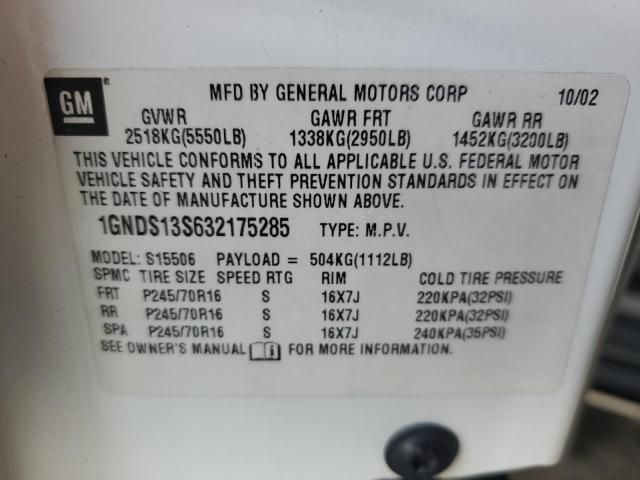 GM ®
MFD BY GENERAL MOTORS CORP 10/02
GVWR GAWR FRT GAWR RR
2518KG(5550LB) 1338KG(2950LB) 1452KG(3200LB)
THIS VEHICLE CONFORMS TO ALL APPLICABLE U.S. FEDERAL MOTOR
VEHICLE SAFETY AND THEFT PREVENTION STANDARDS IN EFFECT ON
THE DATE OF MANUFACTURE SHOWN ABOVE.
1GNDS13S632175285 TYPE: M.P.V.
MODEL: S15506 PAYLOAD = 504KG(1112LB)
SPMC TIRE SIZE SPEED RTG RIM COLD TIRE PRESSURE
FRT P245/70R16 S 16X7J 220KPA(32PSI)
RR P245/70R16 S 16X7J 220KPA(32PSI)
SPA P245/70R16 S 16X7J 240KPA(35PSI)
SEE OWNER'S MANUAL i FOR MORE INFORMATION.